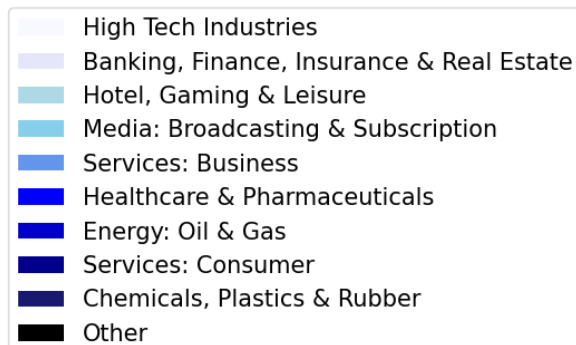 High Tech Industries
Banking, Finance, Insurance & Real Estate
Hotel, Gaming & Leisure
Media: Broadcasting & Subscription
Services: Business
Healthcare & Pharmaceuticals
Energy: Oil & Gas
Services: Consumer
Chemicals, Plastics & Rubber
Other